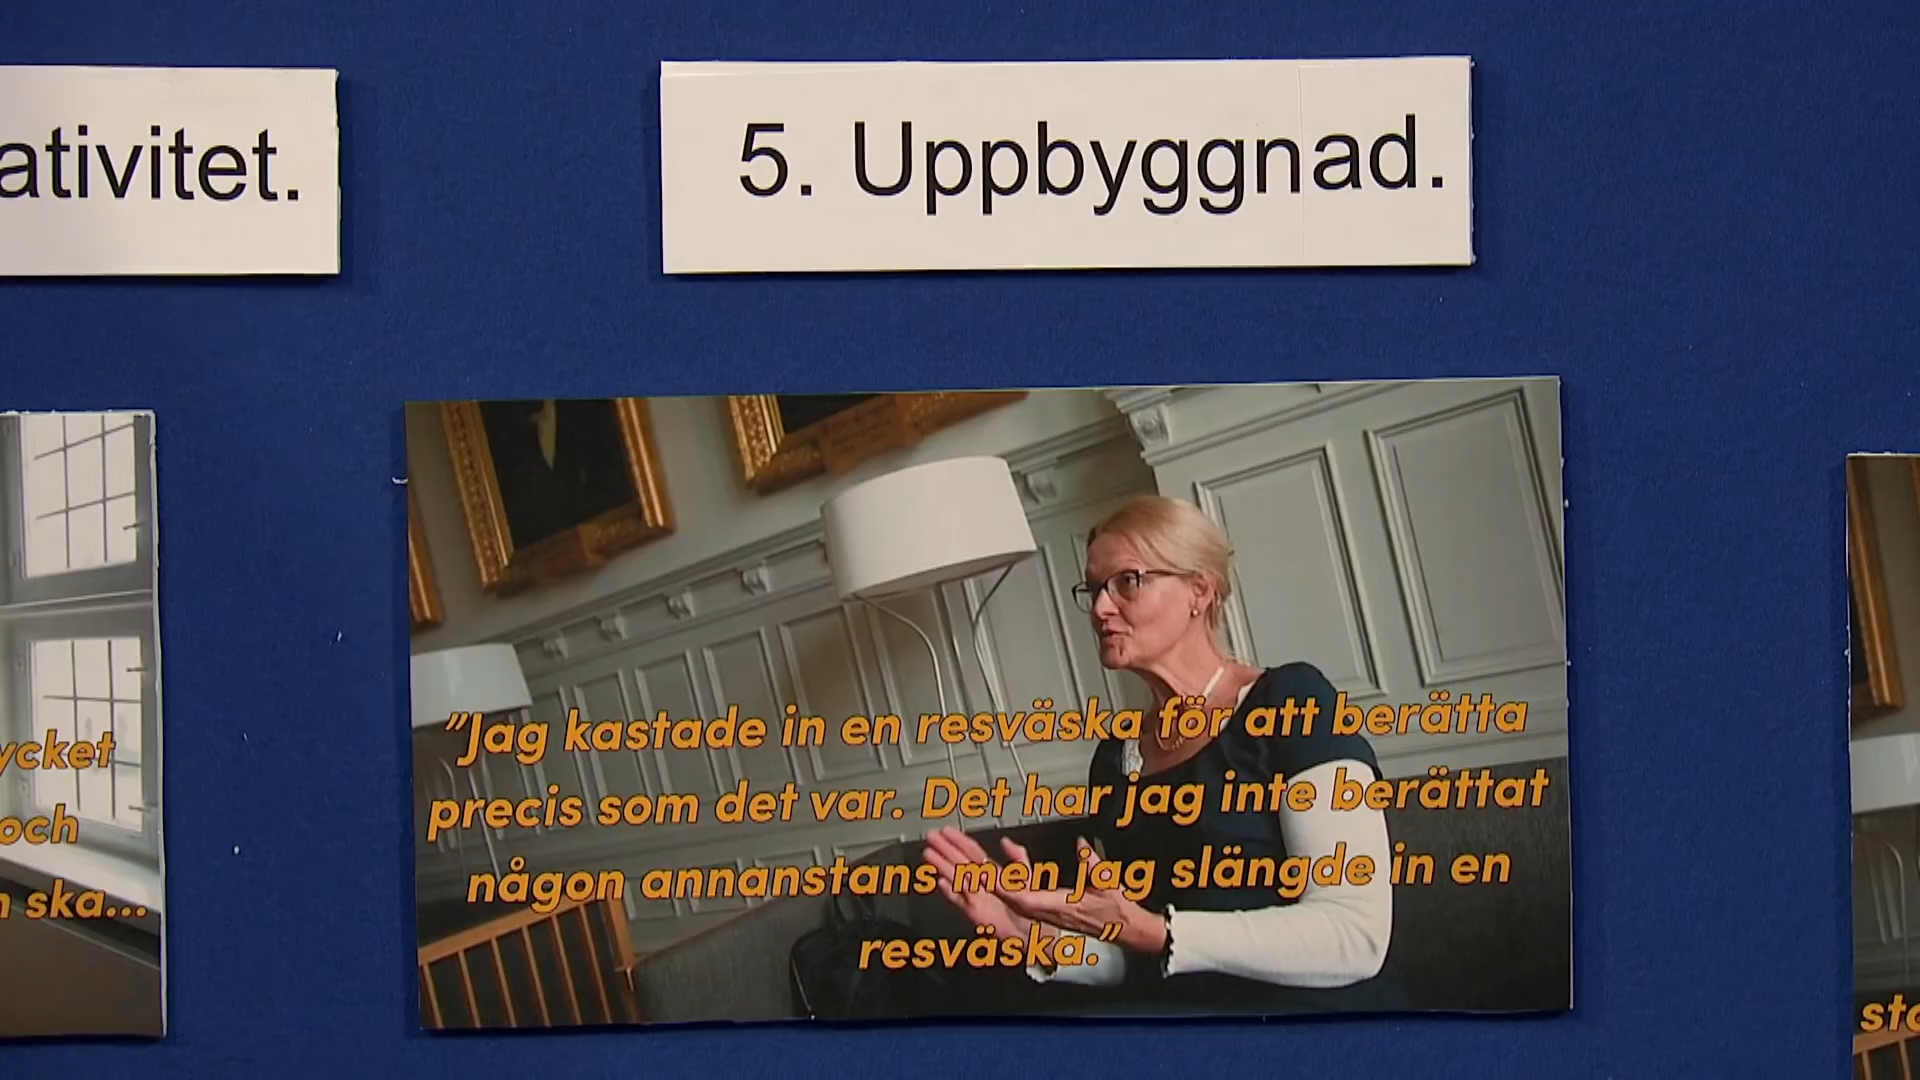 ativitet.
5. Uppbyggnad.
ycket
och
ska...
"Jag kastade in en resväska för att berätta
precis som det var. Det har jag inte berättat
någon annanstans men jag slängde in en
resväska."